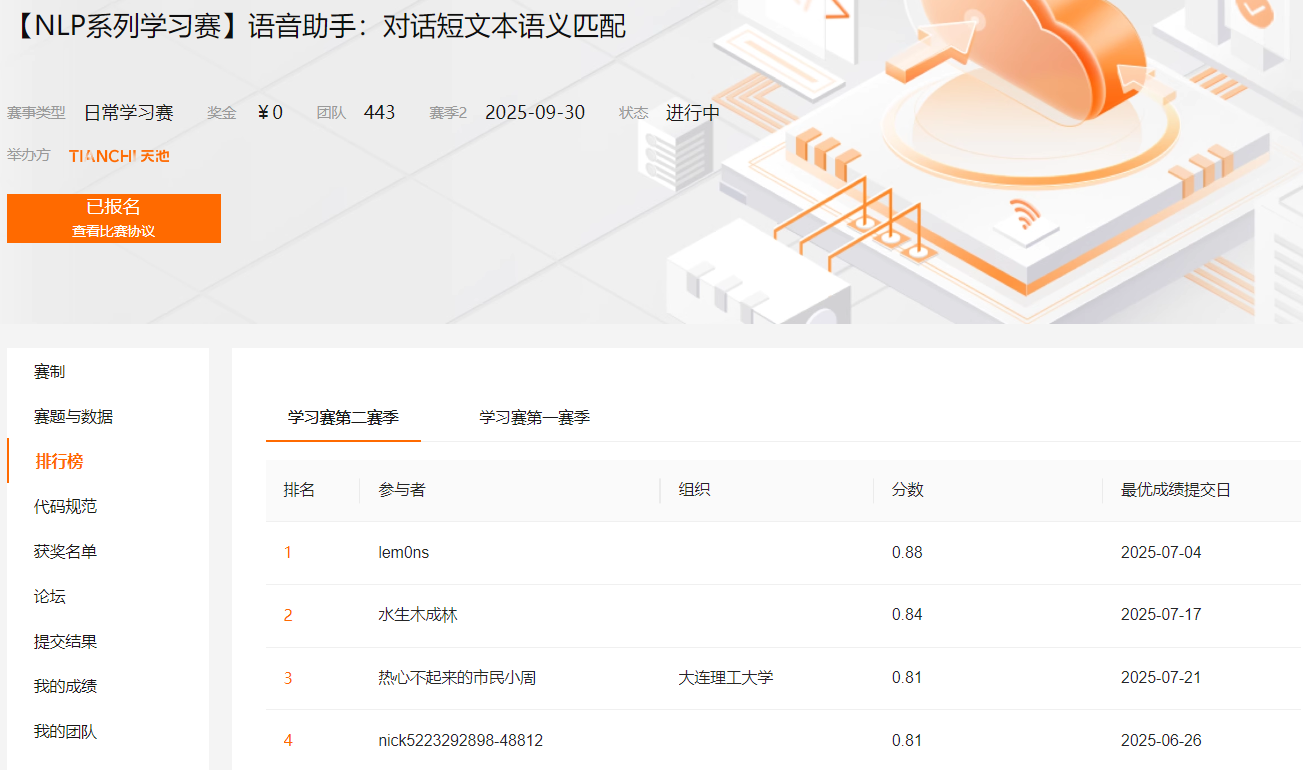 【NLP系列学习赛】语音助手：对话短文本语义匹配
赛事类型 日常学习赛 奖金 ¥0 团队 443 赛季2 2025-09-30 状态 进行中
举办方 TIANCHI 天池
已报名
查看比赛协议
赛制
赛题与数据
排行榜
代码规范
获奖名单
论坛
提交结果
我的成绩
我的团队
学习赛第二赛季 学习赛第一赛季
排名 参与者 组织 分数 最优成绩提交日
1 lem0ns 0.88 2025-07-04
2 水生木成林 0.84 2025-07-17
3 热心不起来的市民小周 大连理工大学 0.81 2025-07-21
4 nick5223292898-48812 0.81 2025-06-26